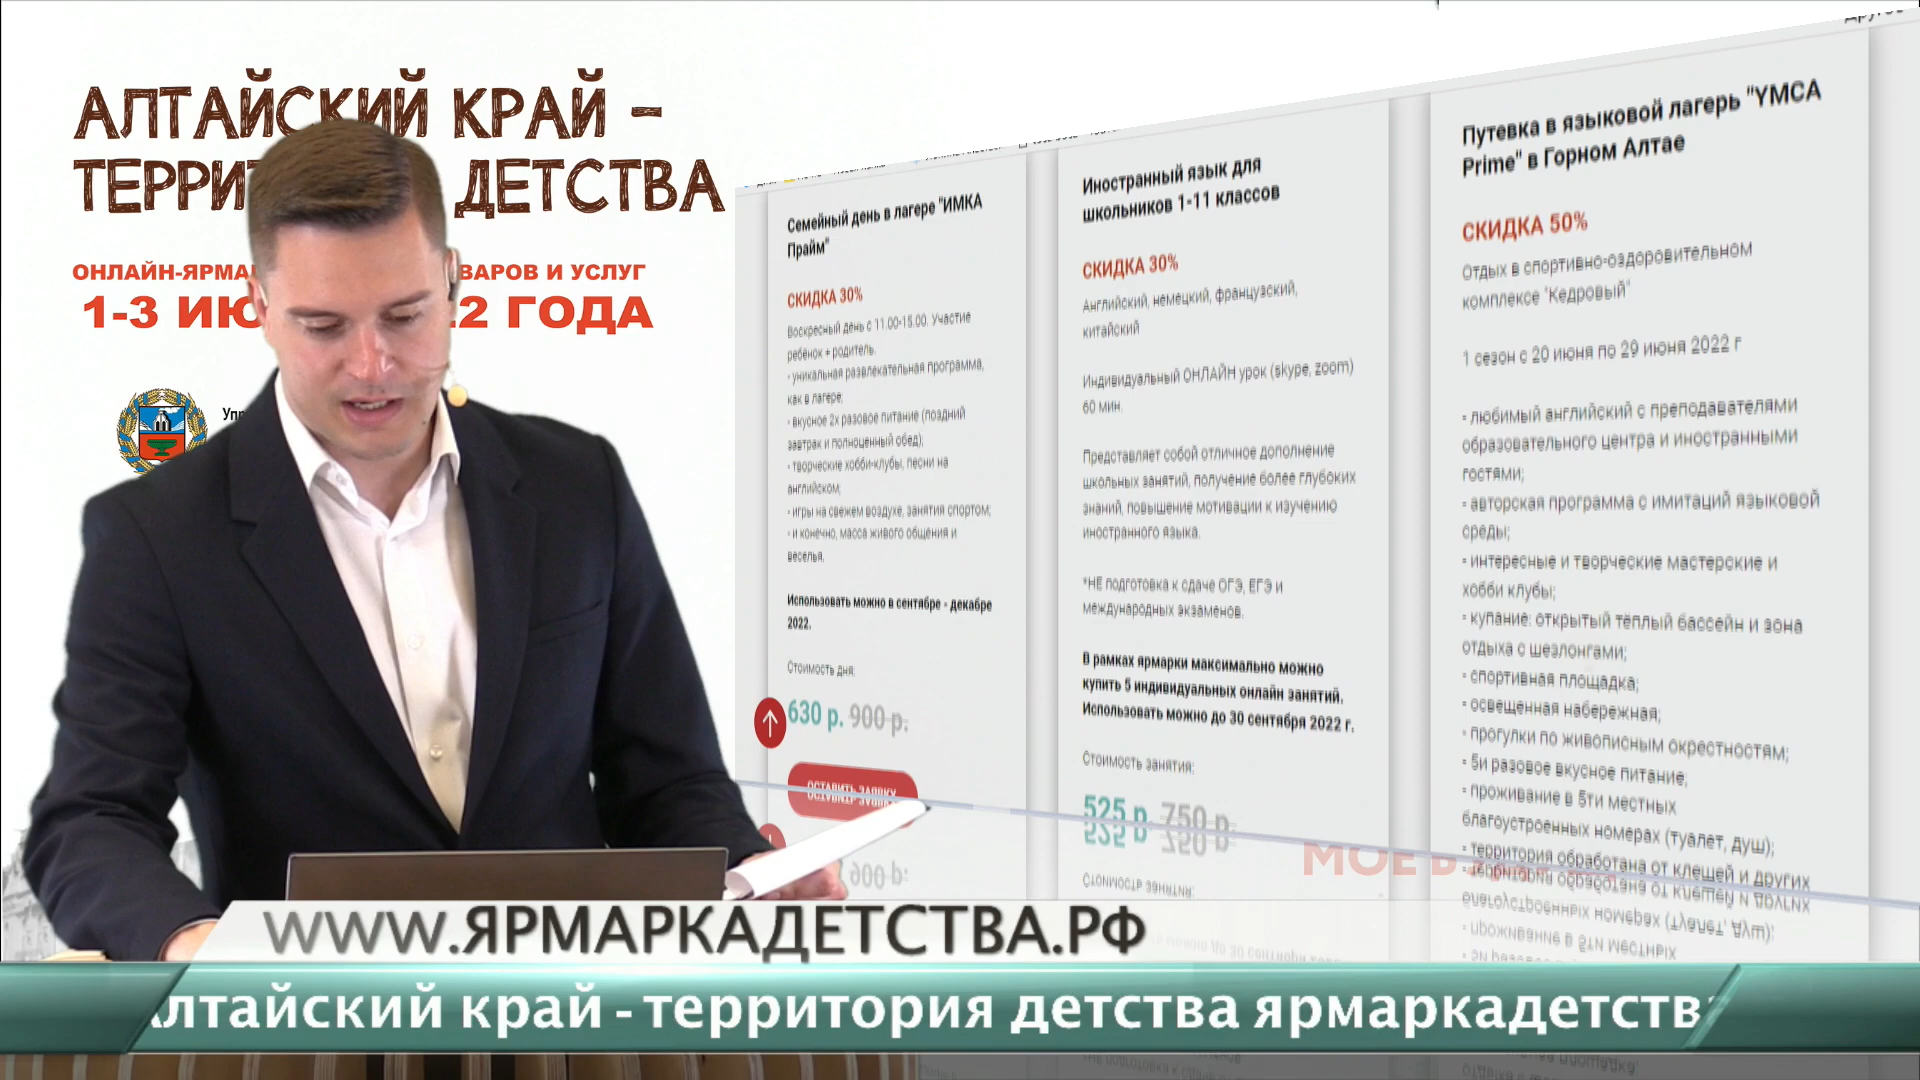 АЛТАЙСКИЙ КРАЙ -
ТЕРРИТ ДЕТСТВА
ОНЛАЙН-ЯРМА ВАРОВ И УСЛУГ
1-3 ИЮ 22 ГОДА
Упр
Семейный день в лагере "ИМКА
Прайм"
СКИДКА 30%
Воскресный день с 11.00-15.00. Участие
ребёнок + родитель.
- уникальная развлекательная программа,
как в лагере;
- вкусное 2х разовое питание (поздний
завтрак и полноценный обед);
- творческие хобби-клубы, песни на
английском;
- игры на свежем воздухе, занятия спортом;
- и конечно, масса живого общения и
веселья.
Использовать можно в сентябре - декабре
2022.
Стоимость дня:
630 р. 900 р.
ОСТАВИТЬ ЗАЯВКУ
Иностранный язык для
школьников 1-11 классов
СКИДКА 30%
Английский, немецкий, французский,
китайский
Индивидуальный ОНЛАЙН урок (skype, zoom)
60 мин.
Представляет собой отличное дополнение
школьных занятий, получение более глубоких
знаний, повышение мотивации к изучению
иностранного языка.
*НЕ подготовка к сдаче ОГЭ, ЕГЭ и
международных экзаменов.
В рамках ярмарки максимально можно
купить 5 индивидуальных онлайн занятий.
Использовать можно до 30 сентября 2022 г.
Стоимость занятия:
525 р. 750 р.
Путевка в языковой лагерь "YMCA
Prime" в Горном Алтае
СКИДКА 50%
Отдых в спортивно-оздоровительном
комплексе "Кедровый"
1 сезон с 20 июня по 29 июня 2022 г
- любимый английский с преподавателями
образовательного центра и иностранными
гостями;
- авторская программа с имитаций языковой
среды;
- интересные и творческие мастерские и
хобби клубы;
- купание: открытый тёплый бассейн и зона
отдыха с шезлонгами;
- спортивная площадка;
- освещенная набережная;
- прогулки по живописным окрестностям;
- 5и разовое вкусное питание;
- проживание в 5ти местных
благоустроенных номерах (туалет, душ);
- территория обработана от клещей и других
WWW.ЯРМАРКАДЕТСТВА.РФ
лтайский край - территория детства ярмаркадетств